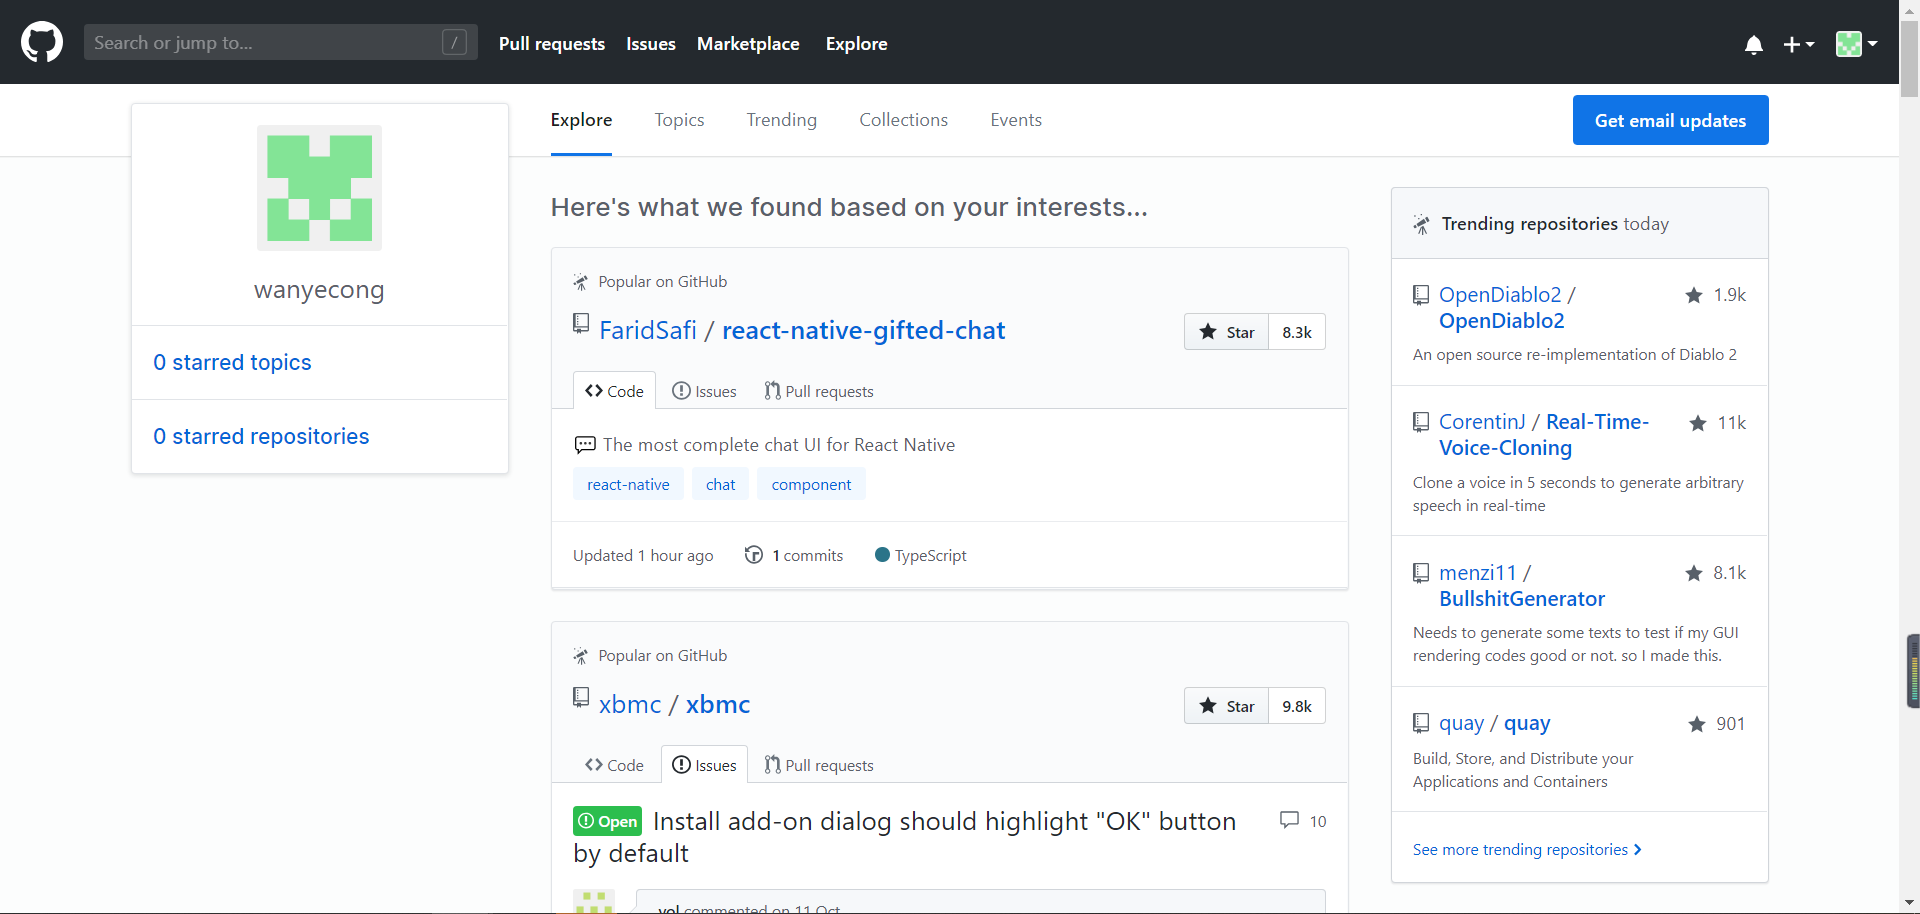 Search or jump to...
/
Pull requests
Issues
Marketplace
Explore
wanyecong
0 starred topics
0 starred repositories
Explore
Topics
Trending
Collections
Events
Get email updates
Here's what we found based on your interests...
Popular on GitHub
FaridSafi / react-native-gifted-chat
Star
8.3k
Code
Issues
Pull requests
The most complete chat UI for React Native
react-native
chat
component
Updated 1 hour ago
1 commits
TypeScript
Popular on GitHub
xbmc / xbmc
Star
9.8k
Code
Issues
Pull requests
Open
Install add-on dialog should highlight "OK" button
by default
10
vol commented on 11 Oct
Trending repositories today
OpenDiablo2 /
OpenDiablo2
1.9k
An open source re-implementation of Diablo 2
CorentinJ / Real-Time-
Voice-Cloning
11k
Clone a voice in 5 seconds to generate arbitrary
speech in real-time
menzi11 /
BullshitGenerator
8.1k
Needs to generate some texts to test if my GUI
rendering codes good or not. so I made this.
quay / quay
901
Build, Store, and Distribute your
Applications and Containers
See more trending repositories